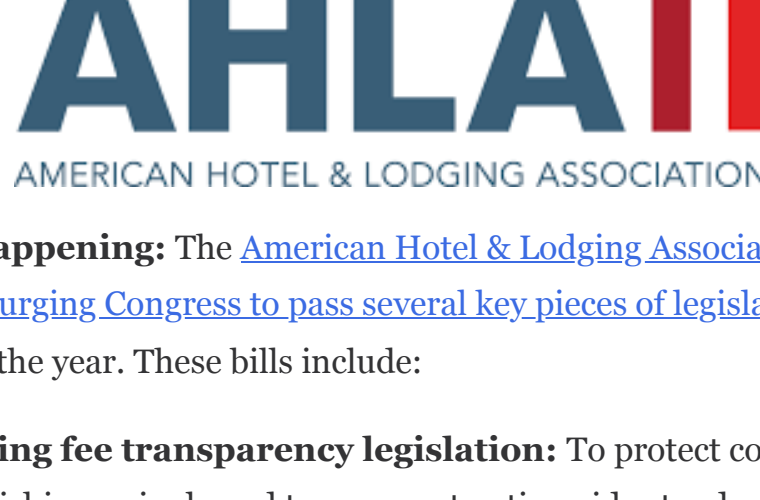 AHLA
AMERICAN HOTEL & LODGING ASSOCIATION
appening: The American Hotel & Lodging Associa
urging Congress to pass several key pieces of legisla
the year. These bills include:
ing fee transparency legislation: To protect co